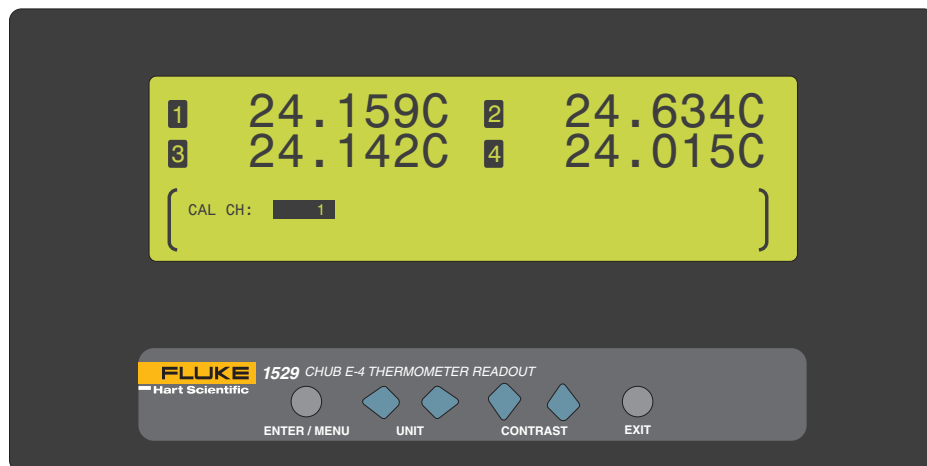 1 24.159C 2 24.634C
3 24.142C 4 24.015C
CAL CH: 1
FLUKE 1529 CHUB E-4 THERMOMETER READOUT
Hart Scientific
ENTER / MENU UNIT CONTRAST EXIT